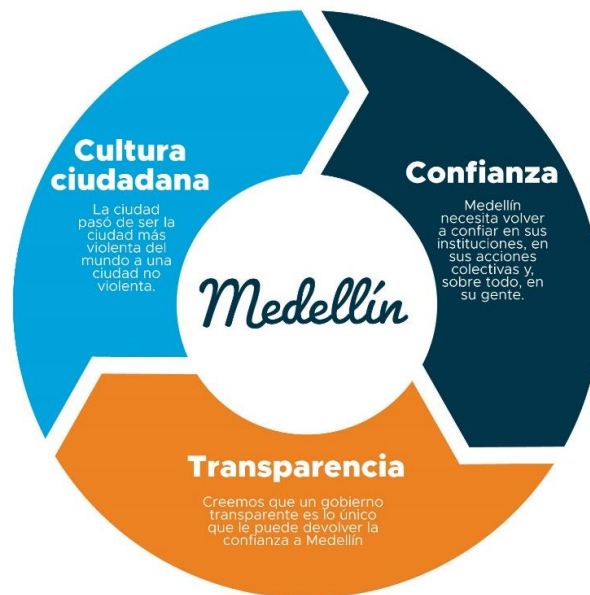 Cultura
ciudadana
La ciudad
pasó de ser la
ciudad más
violenta del
mundo a una
ciudad no
violenta.
Confianza
Medellín
necesita volver
a confiar en sus
instituciones, en
sus acciones
colectivas y,
sobre todo, en
su gente.
Medellín
Transparencia
Creemos que un gobierno
transparente es lo único
que le puede devolver la
confianza a Medellín